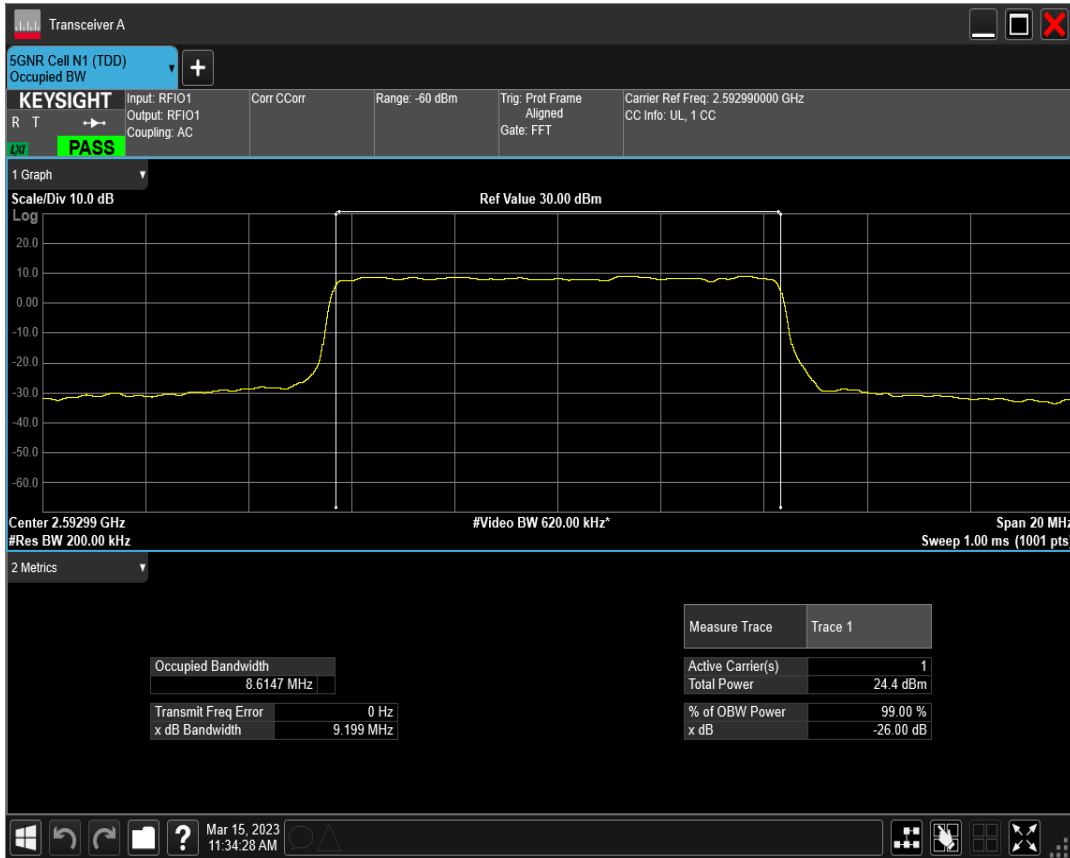 Transceiver A
5GNR Cell N1 (TDD)
Occupied BW
+
KEYSIGHT
R T
LXI
PASS
Input: RFIO1
Output: RFIO1
Coupling: AC
Corr CCorr
Range: -60 dBm
Trig: Prot Frame
Aligned
Gate: FFT
Carrier Ref Freq: 2.592990000 GHz
CC Info: UL, 1 CC
1 Graph
Scale/Div 10.0 dB
Ref Value 30.00 dBm
Log
20.0
10.0
0.00
-10.0
-20.0
-30.0
-40.0
-50.0
-60.0
Center 2.59299 GHz
#Video BW 620.00 kHz*
Span 20 MHz
#Res BW 200.00 kHz
Sweep 1.00 ms (1001 pts)
2 Metrics
Measure Trace Trace 1
Occupied Bandwidth
8.6147 MHz
Active Carrier(s) 1
Total Power 24.4 dBm
Transmit Freq Error 0 Hz
x dB Bandwidth 9.199 MHz
% of OBW Power 99.00 %
x dB -26.00 dB
?
Mar 15, 2023
11:34:28 AM